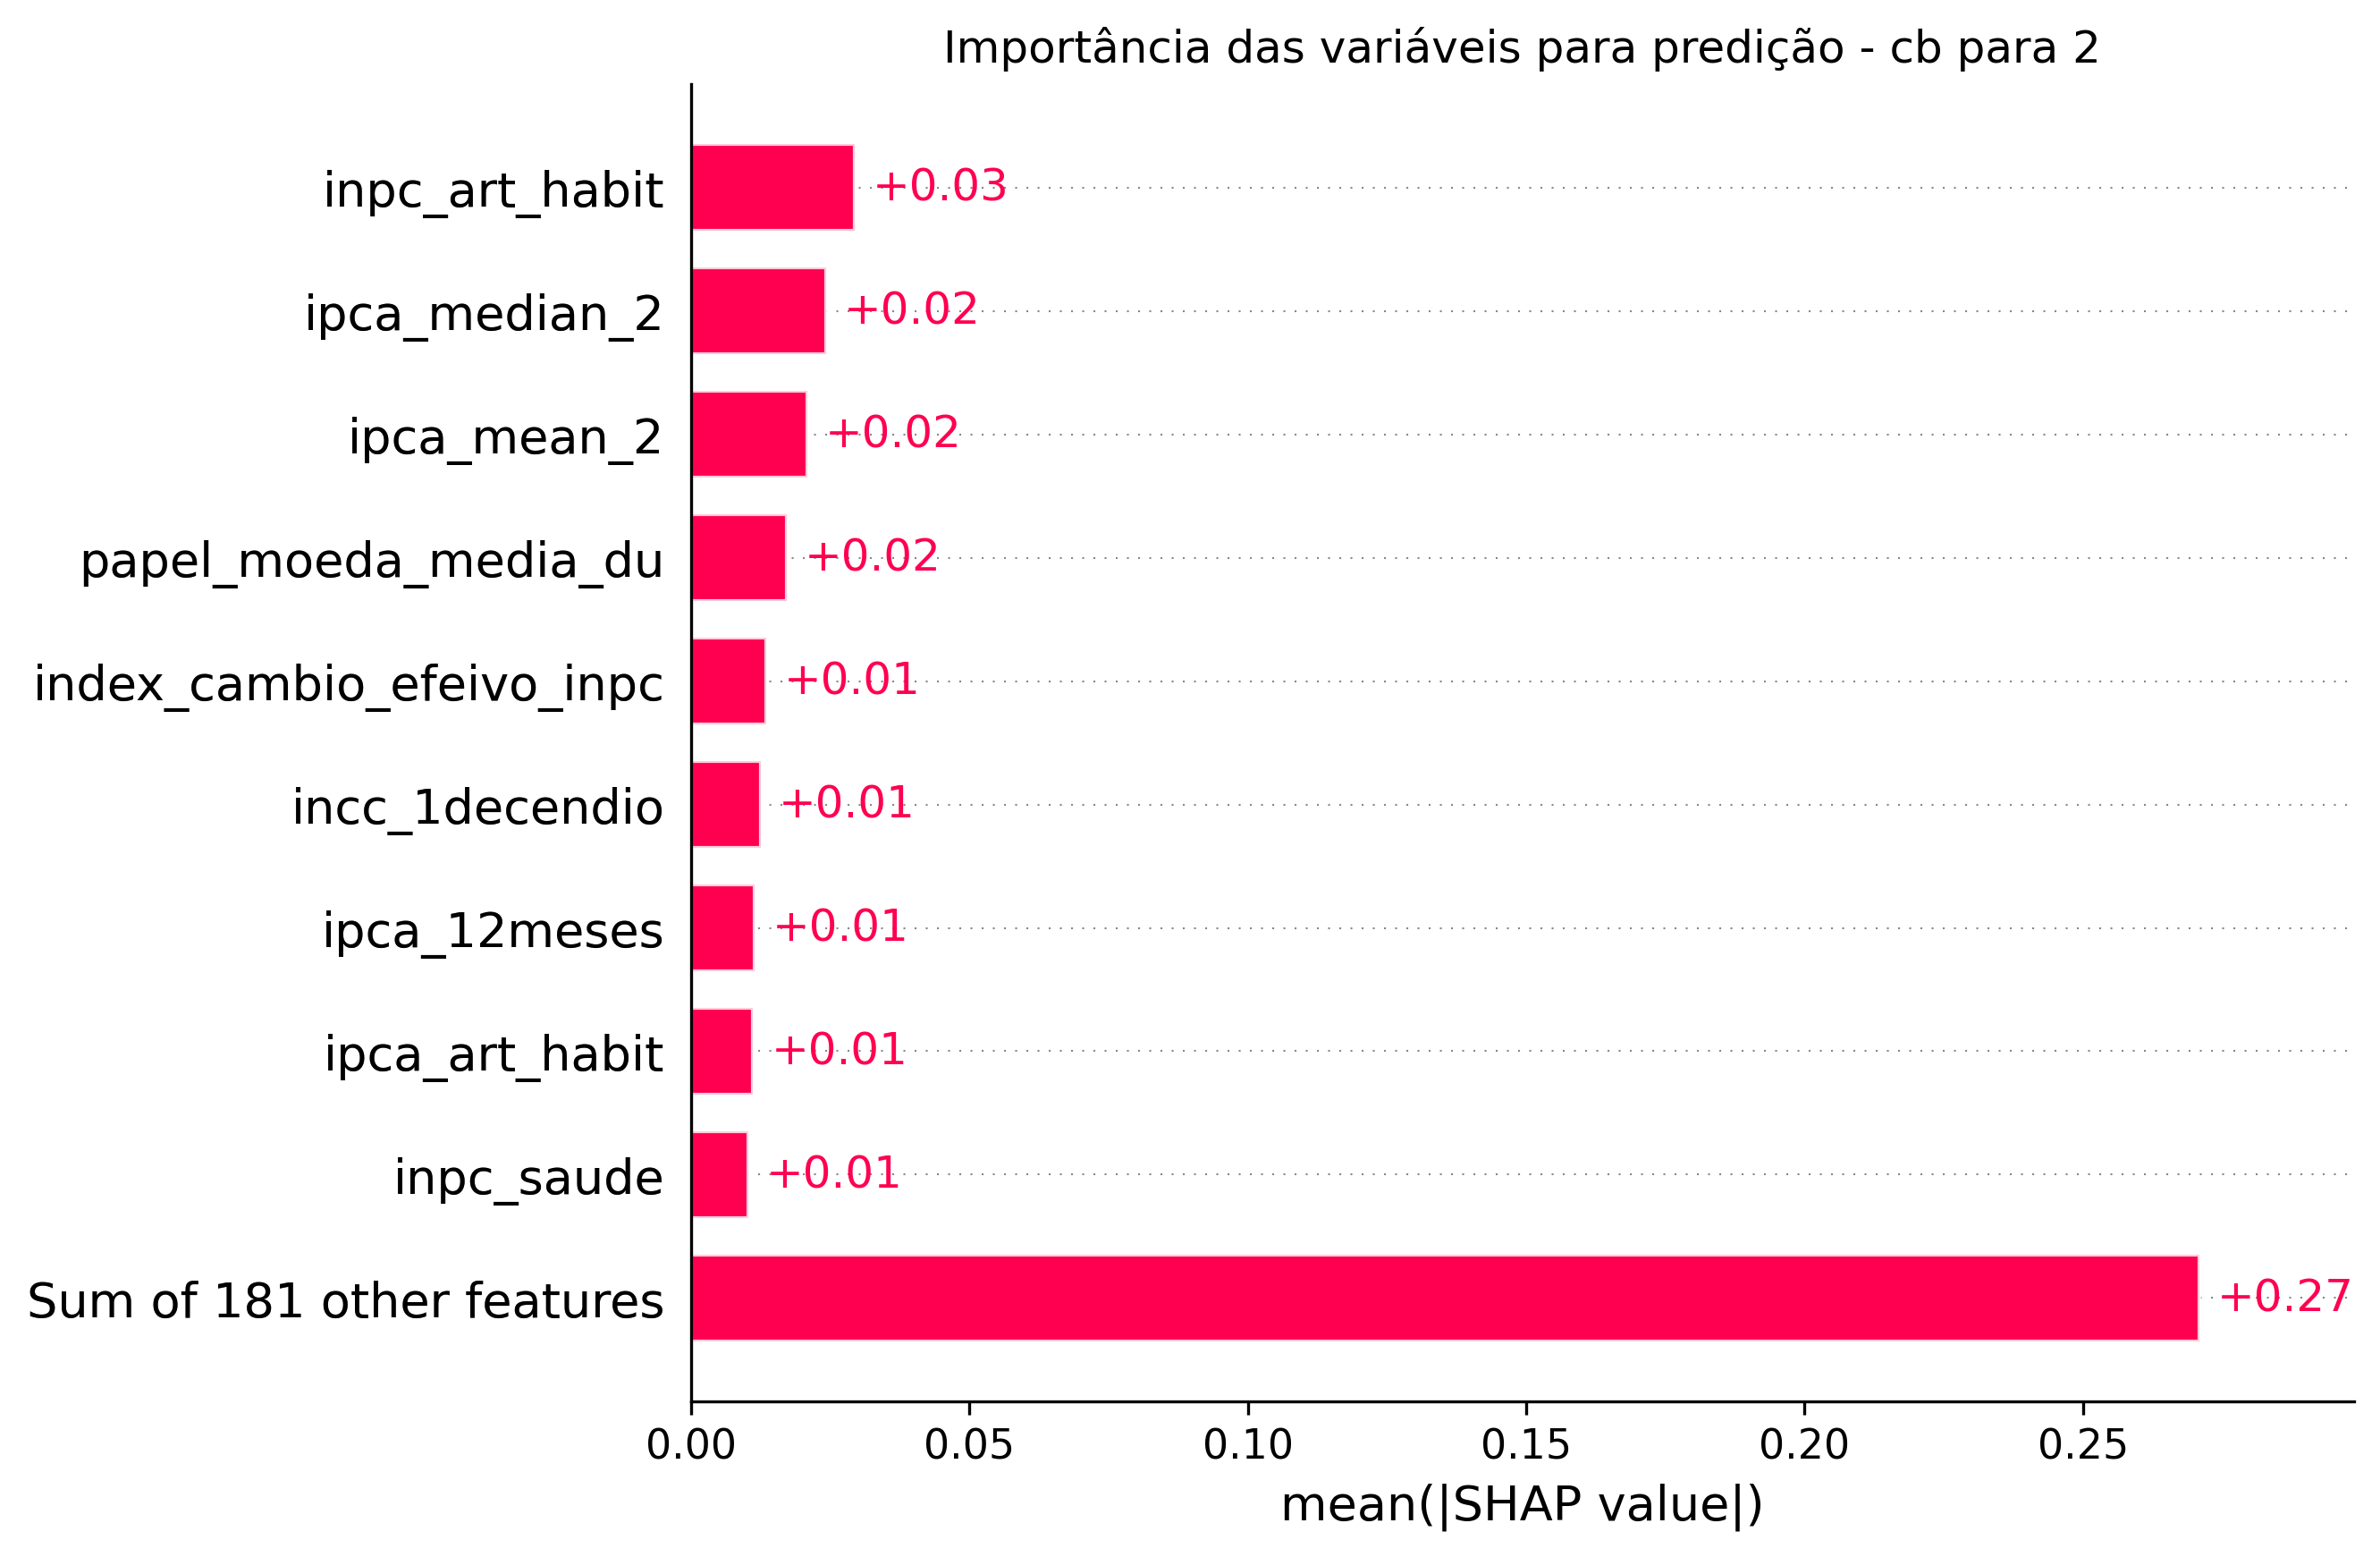 Importância das variáveis para predição - cb para 2
inpc_art_habit +0.03
ipca_median_2 +0.02
ipca_mean_2 +0.02
papel_moeda_media_du +0.02
index_cambio_efeivo_inpc +0.01
incc_1decendio +0.01
ipca_12meses +0.01
ipca_art_habit +0.01
inpc_saude +0.01
Sum of 181 other features +0.27
0.00 0.05 0.10 0.15 0.20 0.25
mean(|SHAP value|)